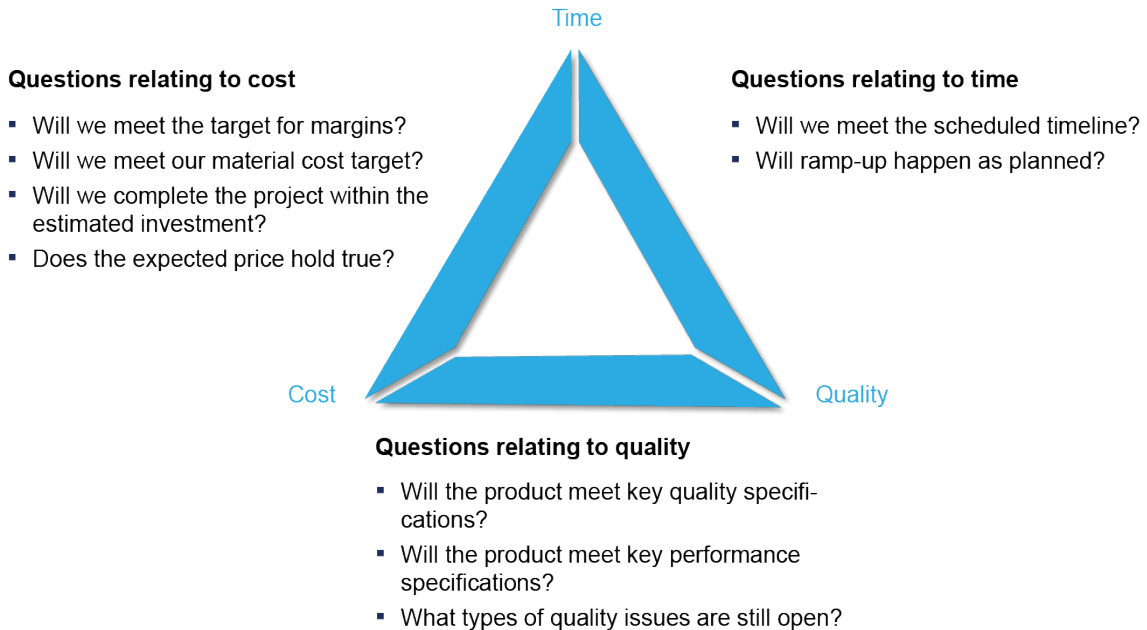 Time
Questions relating to cost
▪ Will we meet the target for margins?
▪ Will we meet our material cost target?
▪ Will we complete the project within the
estimated investment?
▪ Does the expected price hold true?
Questions relating to time
▪ Will we meet the scheduled timeline?
▪ Will ramp-up happen as planned?
Cost
Quality
Questions relating to quality
▪ Will the product meet key quality specifi-
cations?
▪ Will the product meet key performance
specifications?
▪ What types of quality issues are still open?